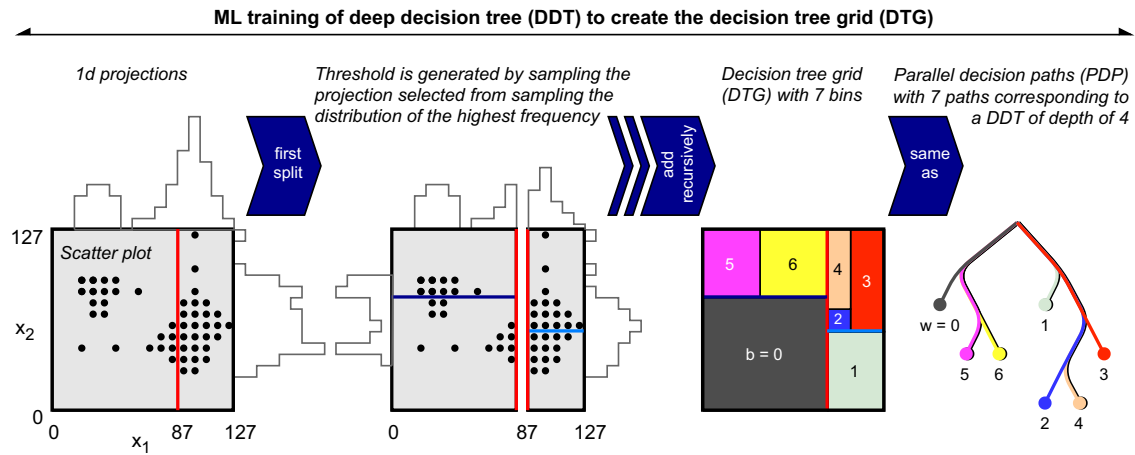 ML training of deep decision tree (DDT) to create the decision tree grid (DTG)
1d projections
Threshold is generated by sampling the
projection selected from sampling the
distribution of the highest frequency
Decision tree grid
(DTG) with 7 bins
Parallel decision paths (PDP)
with 7 paths corresponding to
a DDT of depth of 4
first
split
add
recursively
same
as
127
Scatter plot
x2
0
0
x1
87
127
0
87
127
5
6
4
3
2
b = 0
1
w = 0
1
5
6
3
2
4